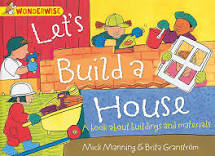 WONDERWISE
Let's
Build a
House
A book about buildings and materials
Mick Manning & Brita Granström